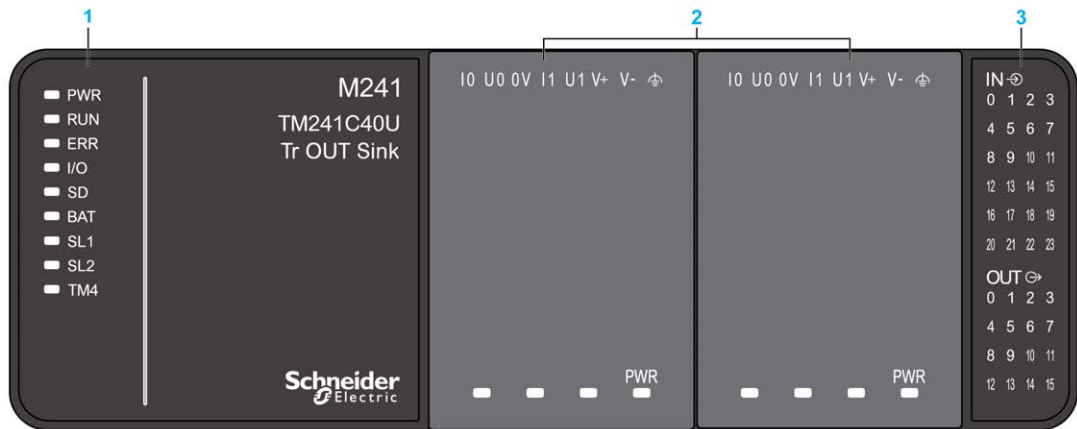 1
2
3
PWR
RUN
ERR
I/O
SD
BAT
SL1
SL2
TM4
M241
TM241C40U
Tr OUT Sink
Schneider
Electric
I0 U0 0V I1 U1 V+ V-
PWR
I0 U0 0V I1 U1 V+ V-
PWR
IN
0 1 2 3
4 5 6 7
8 9 10 11
12 13 14 15
16 17 18 19
20 21 22 23
OUT
0 1 2 3
4 5 6 7
8 9 10 11
12 13 14 15